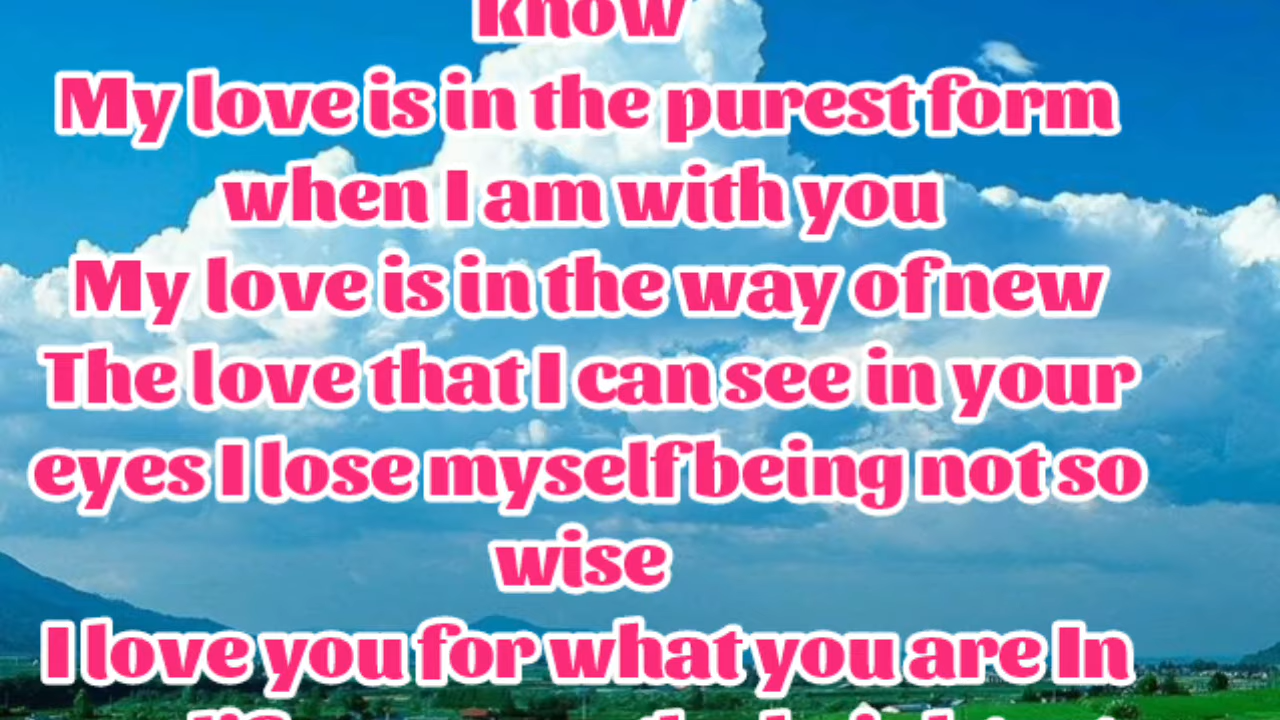 know
My love is in the purest form
when I am with you
My love is in the way of new
The love that I can see in your
eyes I lose myself being not so
wise
I love you for what you are In